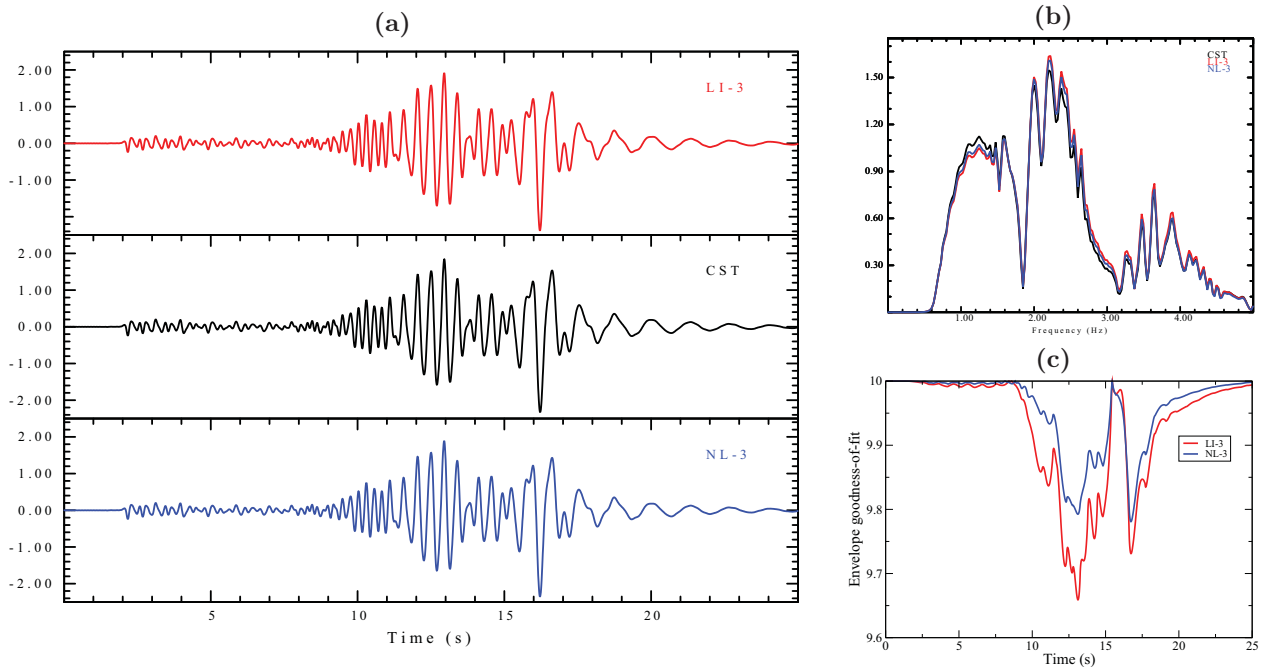 (a)
2.00
1.00
0.00
-1.00
LI-3
2.00
1.00
0.00
-1.00
-2.00
CST
2.00
1.00
0.00
-1.00
-2.00
NL-3
5 10 15 20
Time (s)
(b)
1.50
1.20
0.90
0.60
0.30
CST
LI-3
NL-3
1.00 2.00 3.00 4.00
Frequency (Hz)
(c)
10
9.9
9.8
9.7
9.6
Envelope goodness-of-fit
LI-3
NL-3
0 5 10 15 20 25
Time (s)